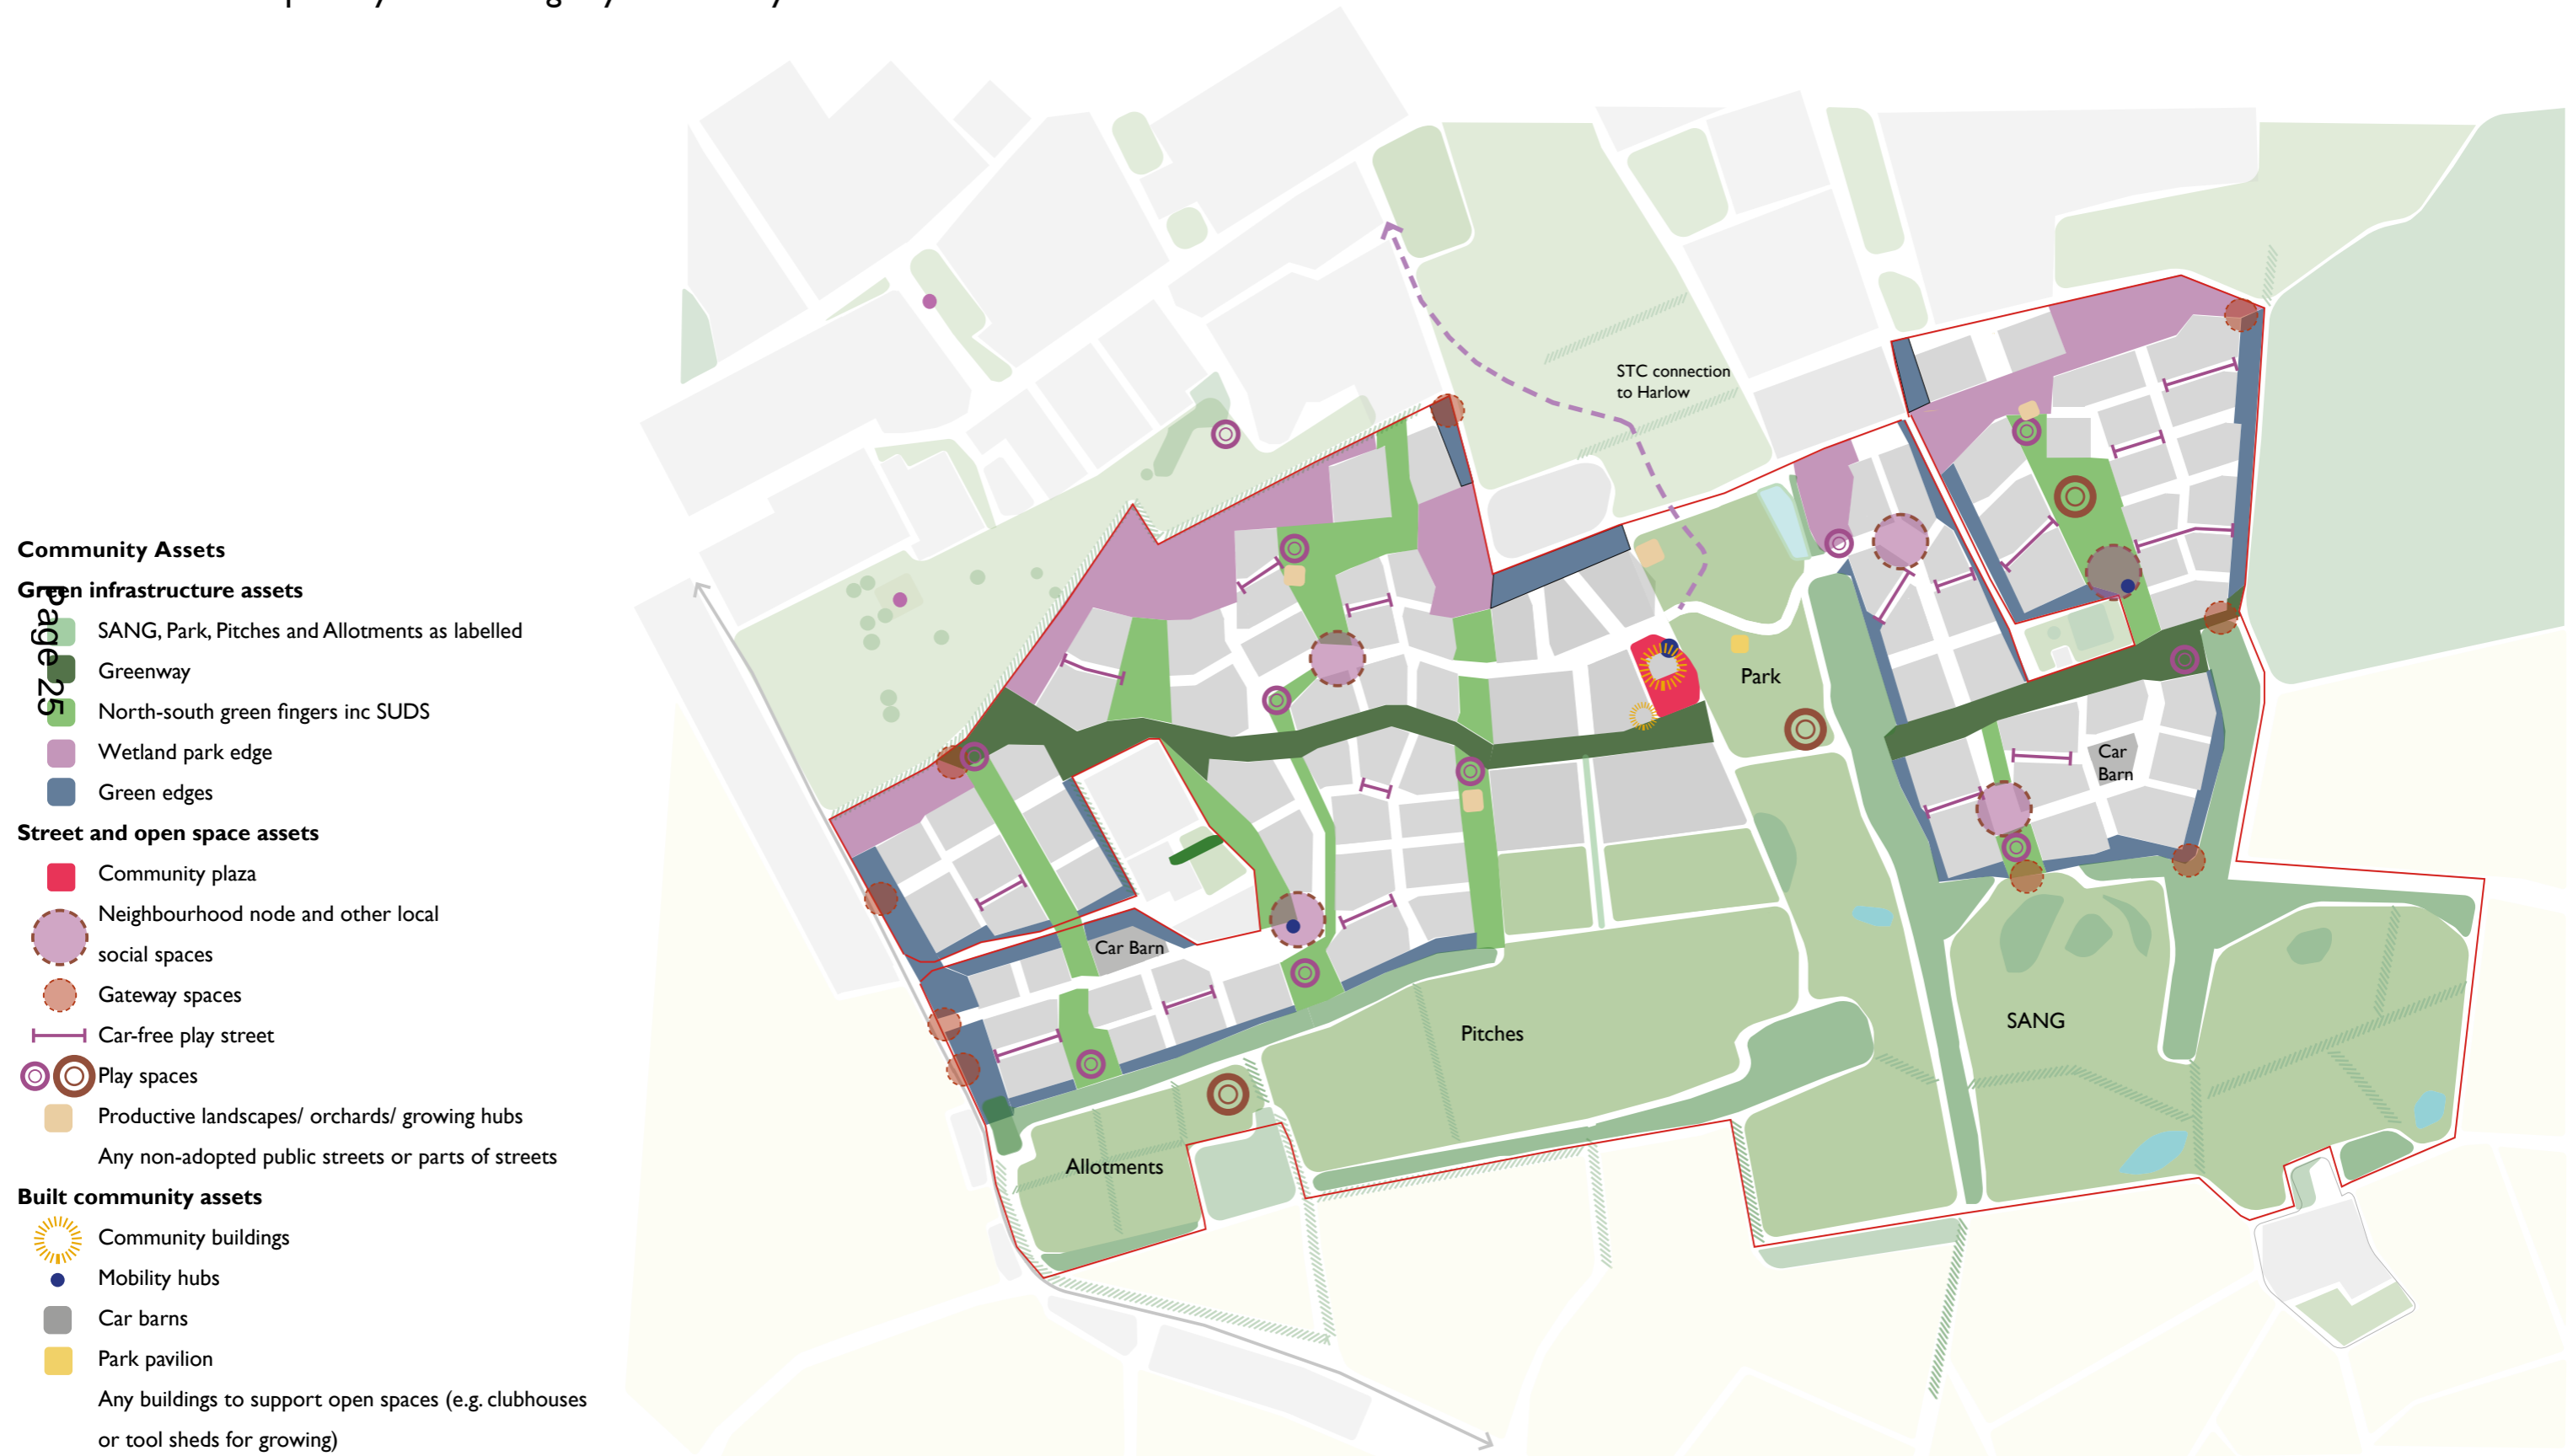 Community Assets
Green infrastructure assets
SANG, Park, Pitches and Allotments as labelled
Greenway
North-south green fingers inc SUDS
Wetland park edge
Green edges
Street and open space assets
Community plaza
Neighbourhood node and other local
social spaces
Gateway spaces
Car-free play street
Play spaces
Productive landscapes/ orchards/ growing hubs
Any non-adopted public streets or parts of streets
Built community assets
Community buildings
Mobility hubs
Car barns
Park pavilion
Any buildings to support open spaces (e.g. clubhouses
or tool sheds for growing)
Page 25
STC connection
to Harlow
Park
Car
Barn
Car Barn
Pitches
SANG
Allotments